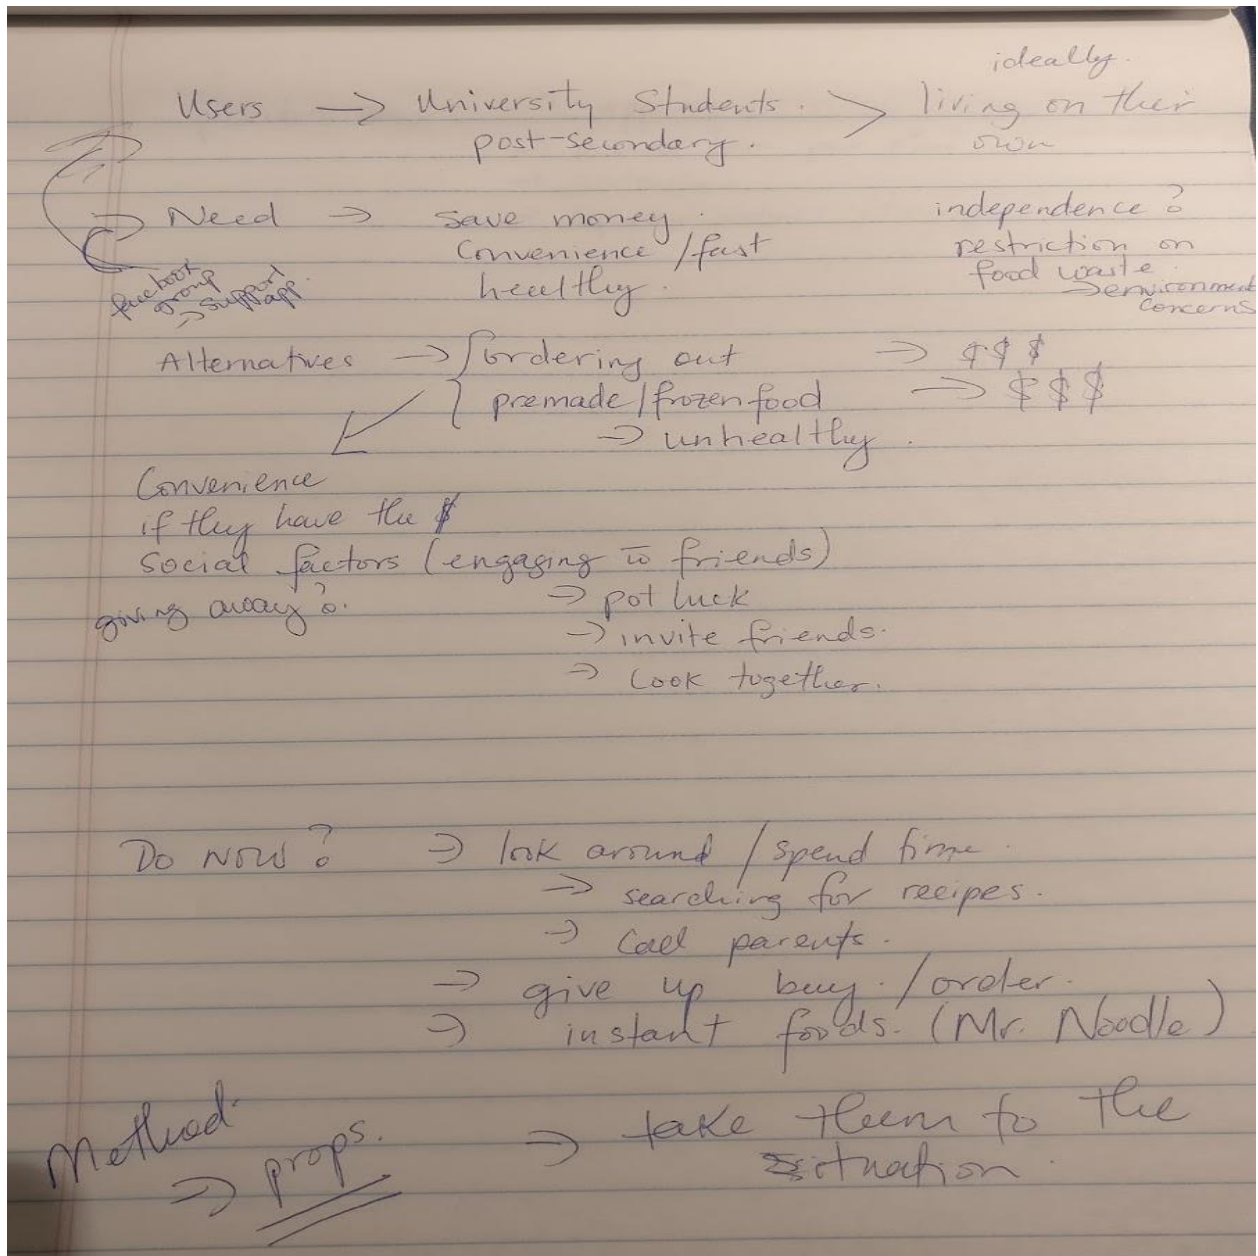 ideally.
Users → University Students. > living on their
post-secondary. own
→ Need → save money. independence?
Convenience / fast restriction on
healthy. food waste.
→ environment
concerns
facebook
group
→ support
app.
Alternatives → { ordering out → $$$
premade/frozen food → $$$
→ unhealthy.
Convenience
if they have the $
Social factors (engaging w̄ friends)
giving away?
→ pot luck
→ invite friends.
→ Cook together.
Do now? → look around / spend time.
→ searching for recipes.
→ Call parents.
→ give up buy. / order.
→ instant foods. (Mr. Noodle)
Method → take them to the
→ props. situation.